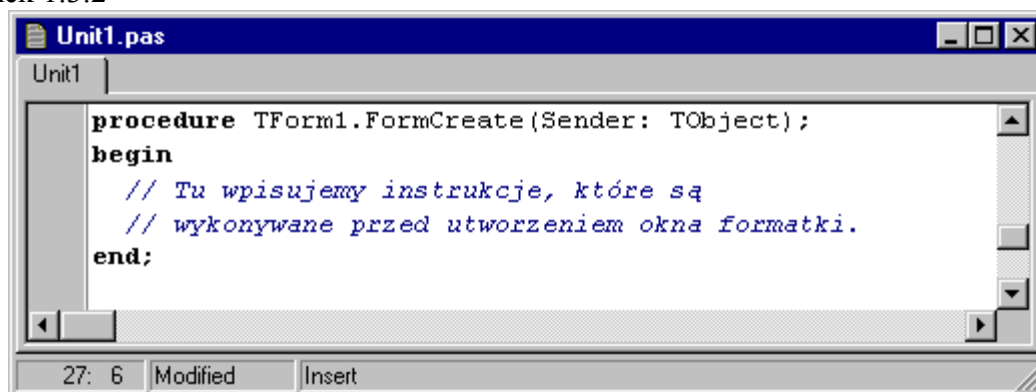 Unit1.pas
Unit1
procedure TForm1.FormCreate(Sender: TObject);
begin
// Tu wpisujemy instrukcje, które są
// wykonywane przed utworzeniem okna formatki.
end;
27: 6 Modified Insert